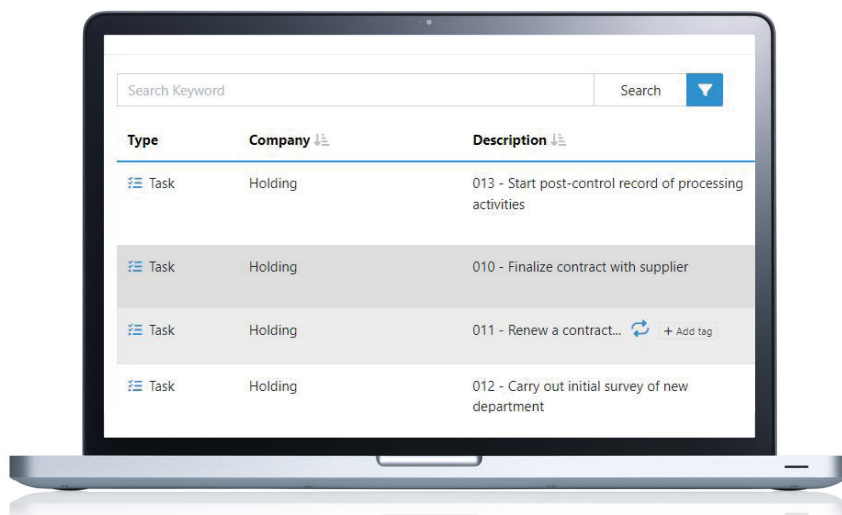 Search Keyword Search
Type Company Description
Task Holding 013 - Start post-control record of processing
activities
Task Holding 010 - Finalize contract with supplier
Task Holding 011 - Renew a contract... + Add tag
Task Holding 012 - Carry out initial survey of new
department